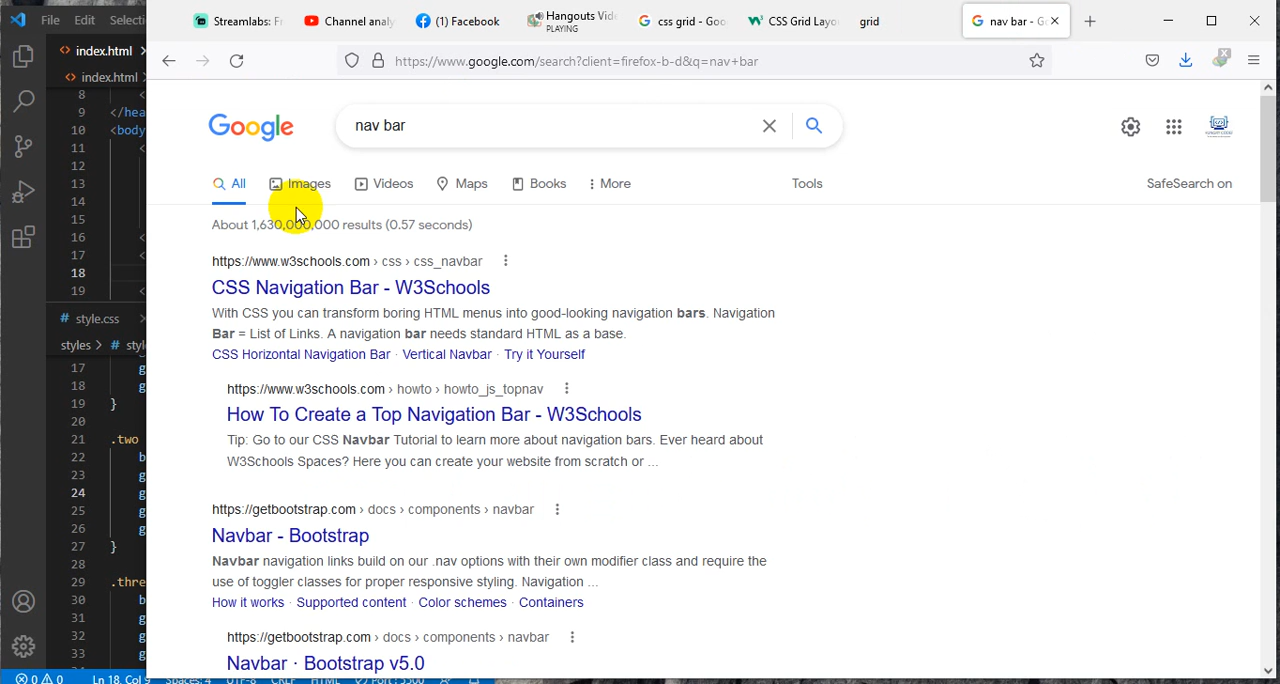 File Edit Selecti
Streamlabs: F
Channel analy
(1) Facebook
Hangouts Vid
PLAYING
css grid - Goo
CSS Grid Layo
grid
nav bar - G
https://www.google.com/search?client=firefox-b-d&q=nav+bar
index.html
index.html
8 <
9 </hea
10 <body
11 <
12
13
14
15
16 <
17 <
18
19 <
# style.css
styles > # styl
17 g
18 g
19 }
20
21 .two
22 b
23 g
24 g
25 g
26 g
27 }
28
29 .thre
30 b
31 g
32 g
33 g
Google
nav bar
All Images Videos Maps Books More Tools SafeSearch on
About 1,630,000,000 results (0.57 seconds)
https://www.w3schools.com › css › css_navbar
CSS Navigation Bar - W3Schools
With CSS you can transform boring HTML menus into good-looking navigation bars. Navigation
Bar = List of Links. A navigation bar needs standard HTML as a base.
CSS Horizontal Navigation Bar · Vertical Navbar · Try it Yourself
https://www.w3schools.com › howto › howto_js_topnav
How To Create a Top Navigation Bar - W3Schools
Tip: Go to our CSS Navbar Tutorial to learn more about navigation bars. Ever heard about
W3Schools Spaces? Here you can create your website from scratch or ...
https://getbootstrap.com › docs › components › navbar
Navbar - Bootstrap
Navbar navigation links build on our .nav options with their own modifier class and require the
use of toggler classes for proper responsive styling. Navigation ...
How it works · Supported content · Color schemes · Containers
https://getbootstrap.com › docs › components › navbar
Navbar · Bootstrap v5.0
0 0 Ln 18, Col 9 Spaces: 4 UTF-8 CRLF HTML Port : 5500